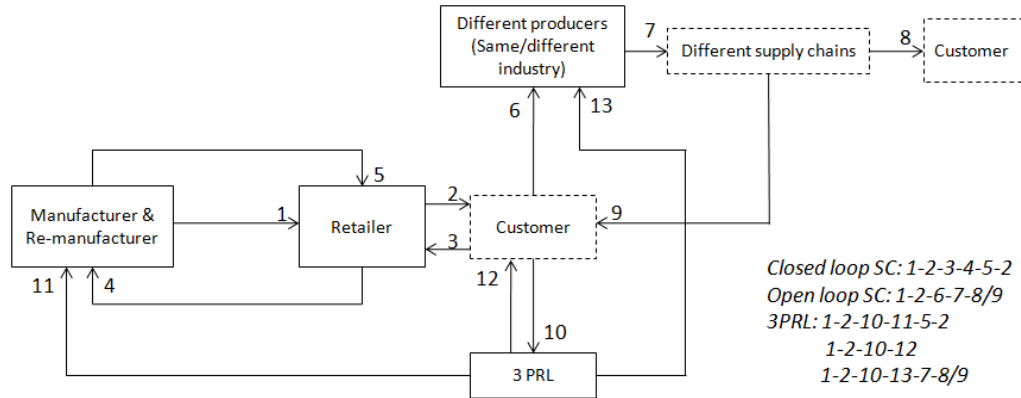 Different producers
(Same/different
industry)
7
Different supply chains
8
Customer
6
13
5
Manufacturer &
Re-manufacturer
1
Retailer
2
3
Customer
9
11
4
12
10
3 PRL
Closed loop SC: 1-2-3-4-5-2
Open loop SC: 1-2-6-7-8/9
3PRL: 1-2-10-11-5-2
1-2-10-12
1-2-10-13-7-8/9